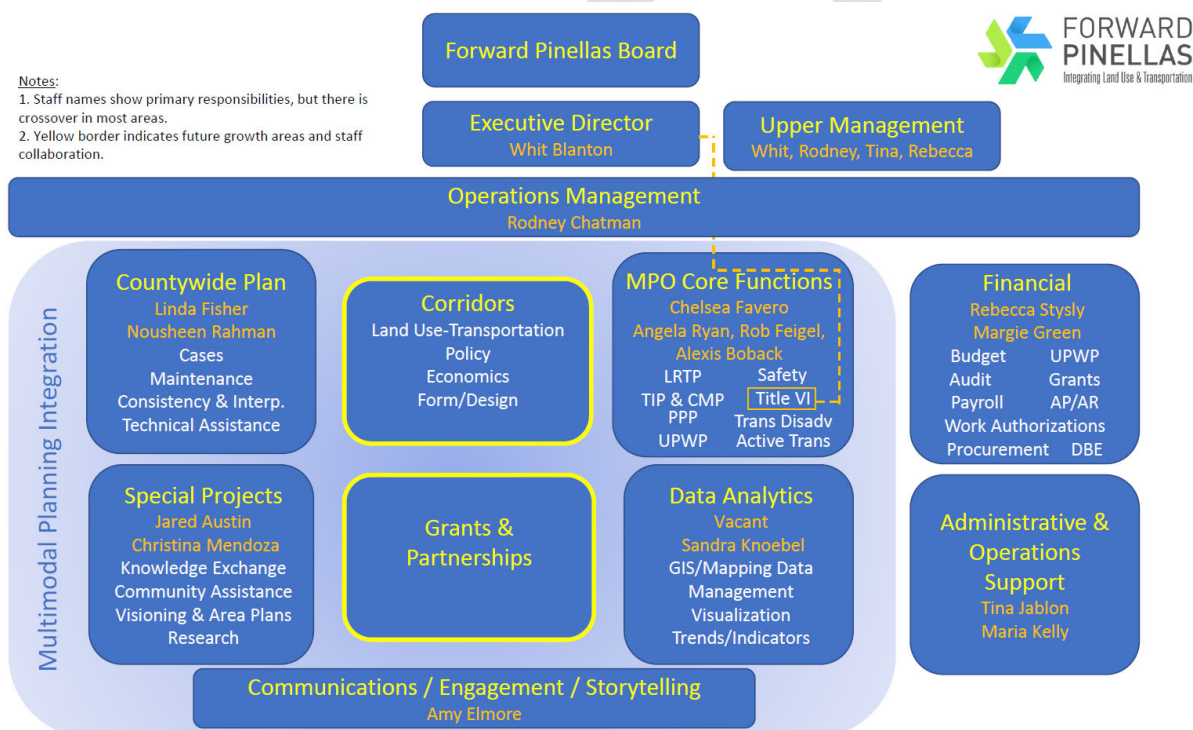 Forward Pinellas Board
FORWARD
PINELLAS
Integrating Land Use & Transportation
Notes:
1. Staff names show primary responsibilities, but there is
crossover in most areas.
2. Yellow border indicates future growth areas and staff
collaboration.
Executive Director
Whit Blanton
Upper Management
Whit, Rodney, Tina, Rebecca
Operations Management
Rodney Chatman
Multimodal Planning Integration
Countywide Plan
Linda Fisher
Nousheen Rahman
Cases
Maintenance
Consistency & Interp.
Technical Assistance
Corridors
Land Use-Transportation
Policy
Economics
Form/Design
MPO Core Functions
Chelsea Favero
Angela Ryan, Rob Feigel,
Alexis Boback
LRTP Safety
TIP & CMP Title VI
PPP Trans Disadv
UPWP Active Trans
Financial
Rebecca Stysly
Margie Green
Budget UPWP
Audit Grants
Payroll AP/AR
Work Authorizations
Procurement DBE
Special Projects
Jared Austin
Christina Mendoza
Knowledge Exchange
Community Assistance
Visioning & Area Plans
Research
Grants &
Partnerships
Data Analytics
Vacant
Sandra Knoebel
GIS/Mapping Data
Management
Visualization
Trends/Indicators
Administrative &
Operations
Support
Tina Jablon
Maria Kelly
Communications / Engagement / Storytelling
Amy Elmore